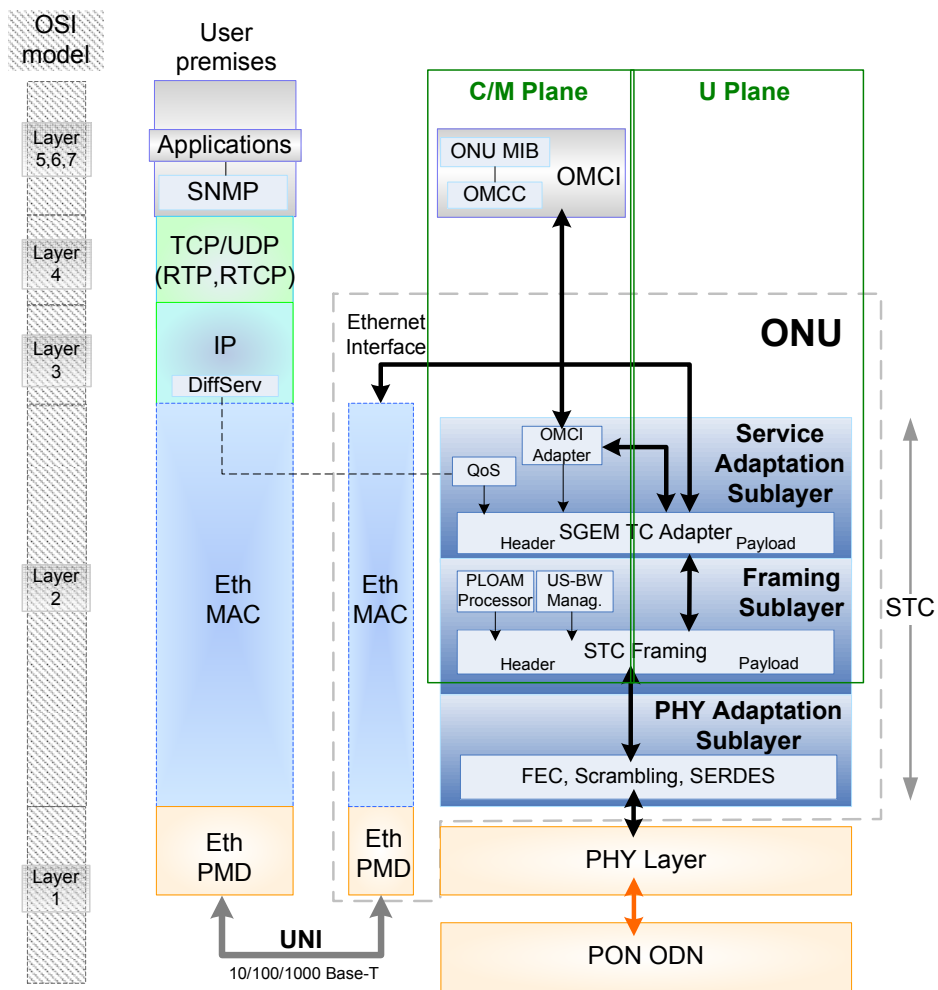 OSI
model
User
premises
C/M Plane
U Plane
Layer
5,6,7
Applications
SNMP
ONU MIB
OMCC
OMCI
Layer
4
TCP/UDP
(RTP,RTCP)
Layer
3
IP
DiffServ
Ethernet
Interface
ONU
OMCI
Adapter
QoS
Service
Adaptation
Sublayer
SGEM TC Adapter
Header
Payload
Layer
2
Eth
MAC
Eth
MAC
PLOAM
Processor
US-BW
Manag.
Framing
Sublayer
STC
STC Framing
Header
Payload
PHY Adaptation
Sublayer
FEC, Scrambling, SERDES
Layer
1
Eth
PMD
Eth
PMD
PHY Layer
UNI
10/100/1000 Base-T
PON ODN